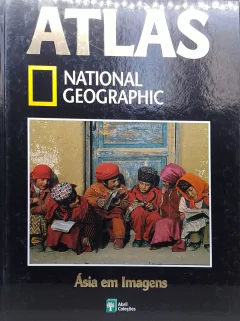 ATLAS
NATIONAL
GEOGRAPHIC
Ásia em Imagens
Abril
Coleções